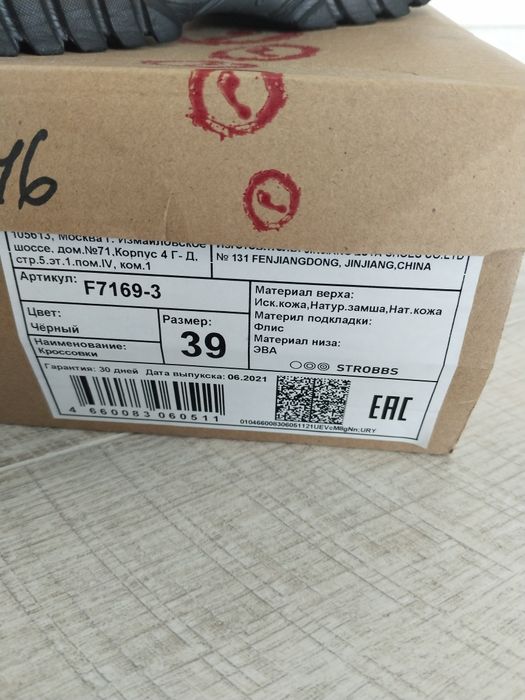 16
105613, Москва г. Измайловское
шоссе, дом.№71,Корпус 4 Г- Д,
стр.5.эт.1.пом.IV, ком.1
№ 131 FENJIANGDONG, JINJIANG,CHINA
Артикул: F7169-3
Цвет:
Чёрный
Наименование:
Кроссовки
Размер:
39
Материал верха:
Иск.кожа,Натур.замша,Нат.кожа
Материл подкладки:
Флис
Материал низа:
ЭВА
STROBBS
Гарантия: 30 дней Дата выпуска: 06.2021
4 660083 060511
EAC